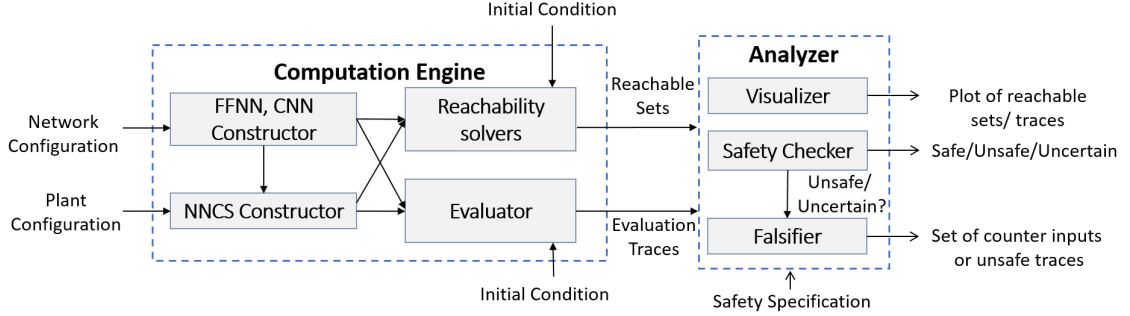 Initial Condition
Computation Engine
Analyzer
Network
Configuration
FFNN, CNN
Constructor
Reachability
solvers
Reachable
Sets
Visualizer
Plot of reachable
sets/ traces
Safety Checker
Safe/Unsafe/Uncertain
Unsafe/
Uncertain?
Plant
Configuration
NNCS Constructor
Evaluator
Evaluation
Traces
Falsifier
Set of counter inputs
or unsafe traces
Initial Condition
Safety Specification